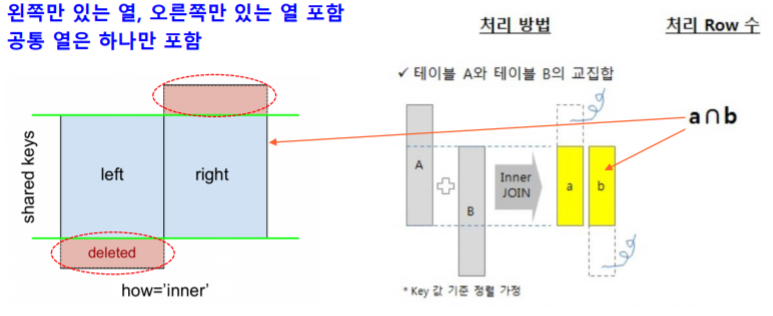 왼쪽만 있는 열, 오른쪽만 있는 열 포함
공통 열은 하나만 포함
처리 방법
처리 Row 수
✓ 테이블 A와 테이블 B의 교집합
a∩b
shared keys
left
right
deleted
how='inner'
A
B
Inner
JOIN
a
b
* Key 값 기준 정렬 가정